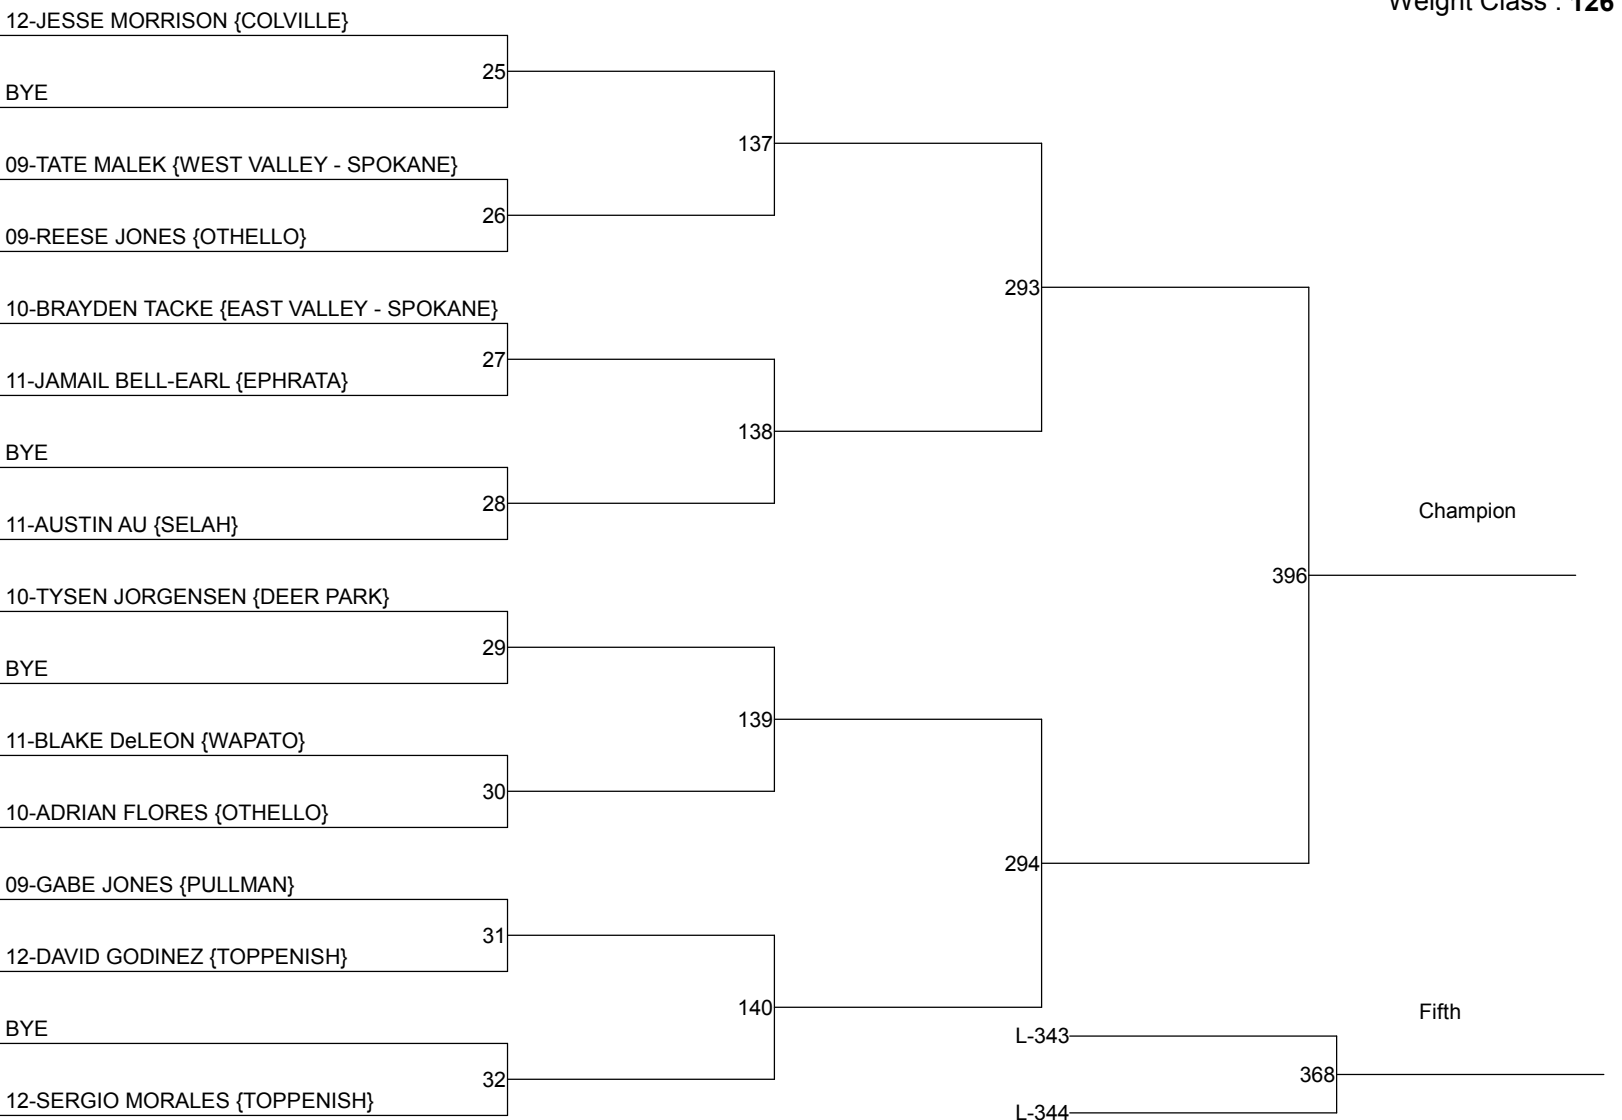 Weight Class : 126
12-JESSE MORRISON {COLVILLE}
25
BYE
137
09-TATE MALEK {WEST VALLEY - SPOKANE}
26
09-REESE JONES {OTHELLO}
293
10-BRAYDEN TACKE {EAST VALLEY - SPOKANE}
27
11-JAMAIL BELL-EARL {EPHRATA}
138
BYE
28
11-AUSTIN AU {SELAH}
Champion
396
10-TYSEN JORGENSEN {DEER PARK}
29
BYE
139
11-BLAKE DeLEON {WAPATO}
30
10-ADRIAN FLORES {OTHELLO}
294
09-GABE JONES {PULLMAN}
31
12-DAVID GODINEZ {TOPPENISH}
140
Fifth
BYE
L-343
32
368
12-SERGIO MORALES {TOPPENISH}
L-344